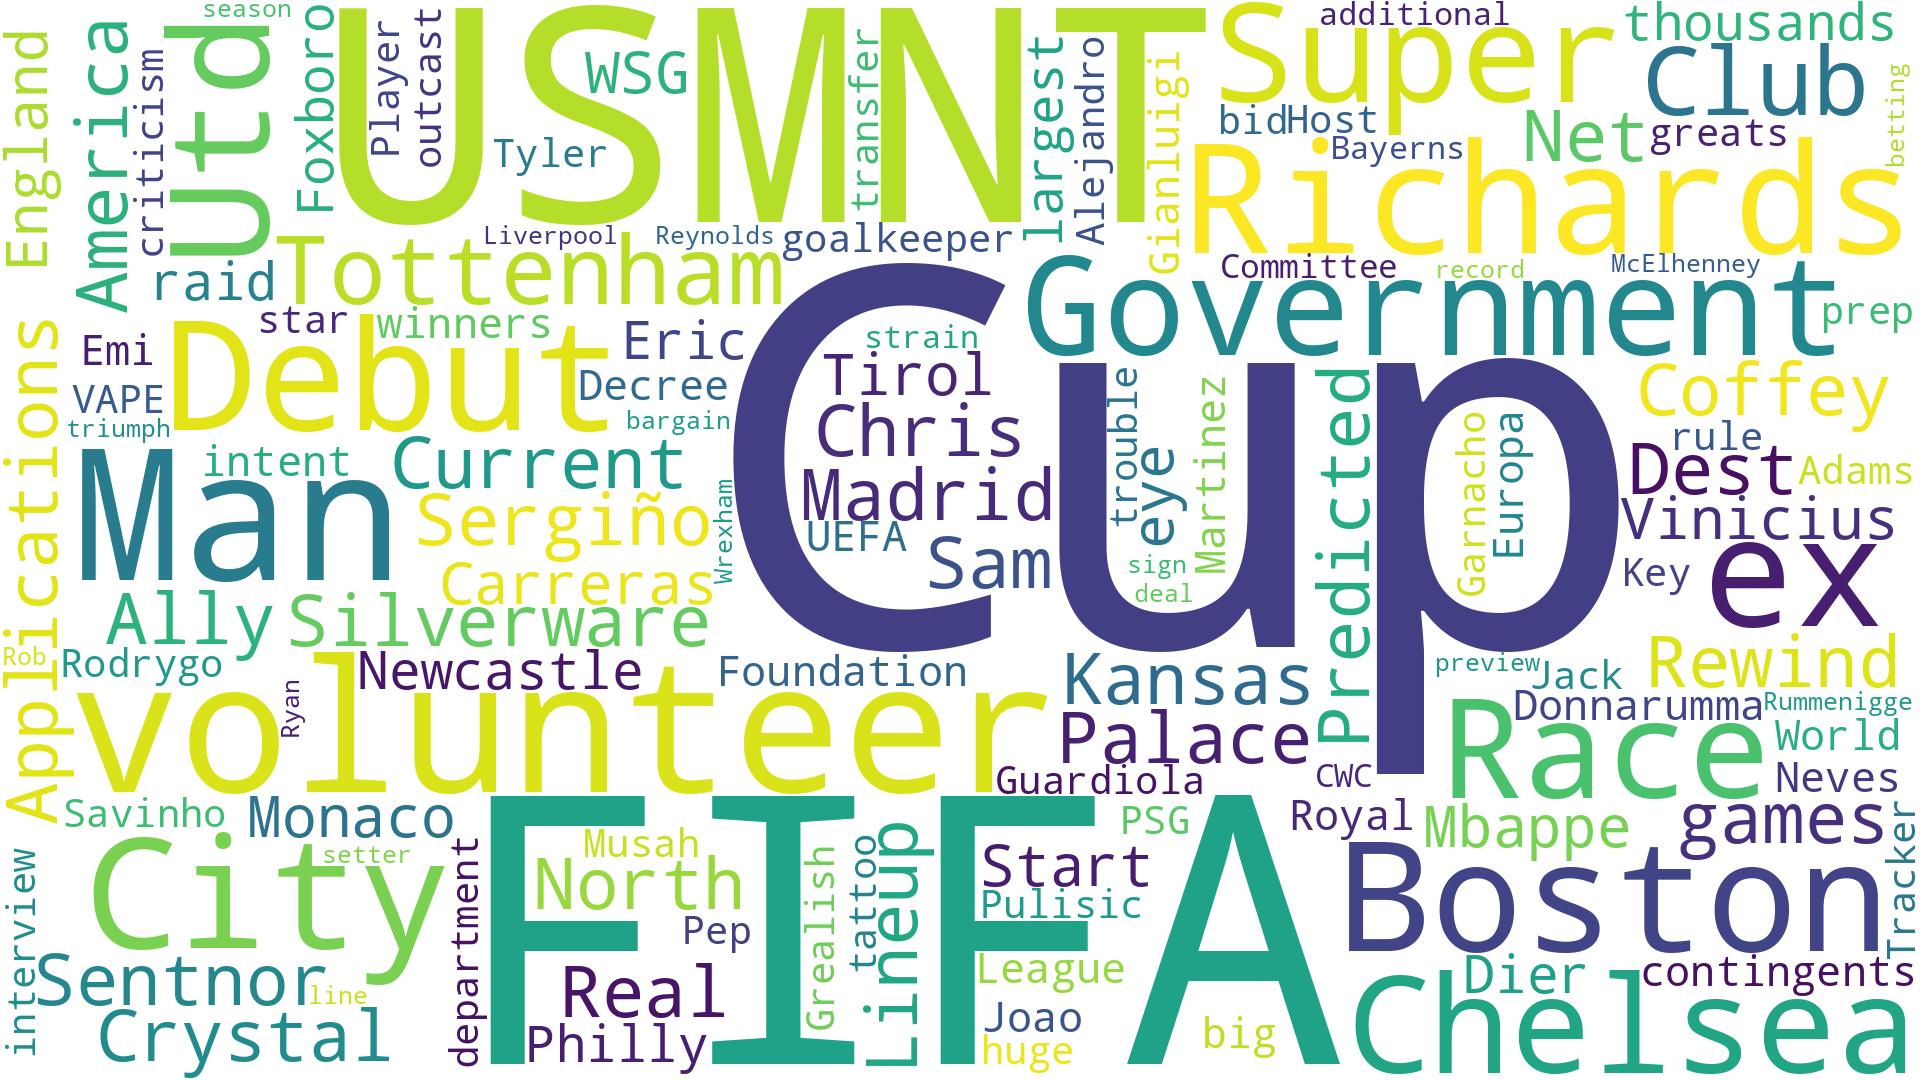 season
England
America
criticism
Utd
Foxboro
USMNT
Player
outcast
WSG
Tyler
transfer
largest
Alejandro
Gianluigi
Super
additional
thousands
Club
betting
bid
Host
Bayerns
Net
greats
Richards
Liverpool
Reynolds
goalkeeper
raid
Tottenham
Committee
record
McElhenney
Government
prep
star
winners
Emi
Debut
Eric
Decree
bargain
VAPE
triumph
Cup
strain
Tirol
Chris
Madrid
UEFA
Sam
trouble
eye
Martinez
sign
deal
Predicted
Garnacho
Europa
Coffey
rule
Dest
Adams
Vinicius
Key
ex
Applications
Man
intent
Current
Sergiño
Carreras
Wrexham
Ally
Silverware
Rob
Rodrygo
Newcastle
Foundation
Kansas
preview
Jack
Rewind
Ryan
volunteer
Palace
Donnarumma
Rummenigge
Race
World
Guardiola
CWC
Neves
Savinho
Monaco
PSG
Royal
Mbappe
games
Tracker
City
setter
department
FIFA
Musah
North
Grealish
tattoo
Lineup
Start
Pulisic
Boston
interview
Sentnor
line
Pep
Real
League
Dier
contingents
Crystal
Philly
Joao
huge
big
Chelsea